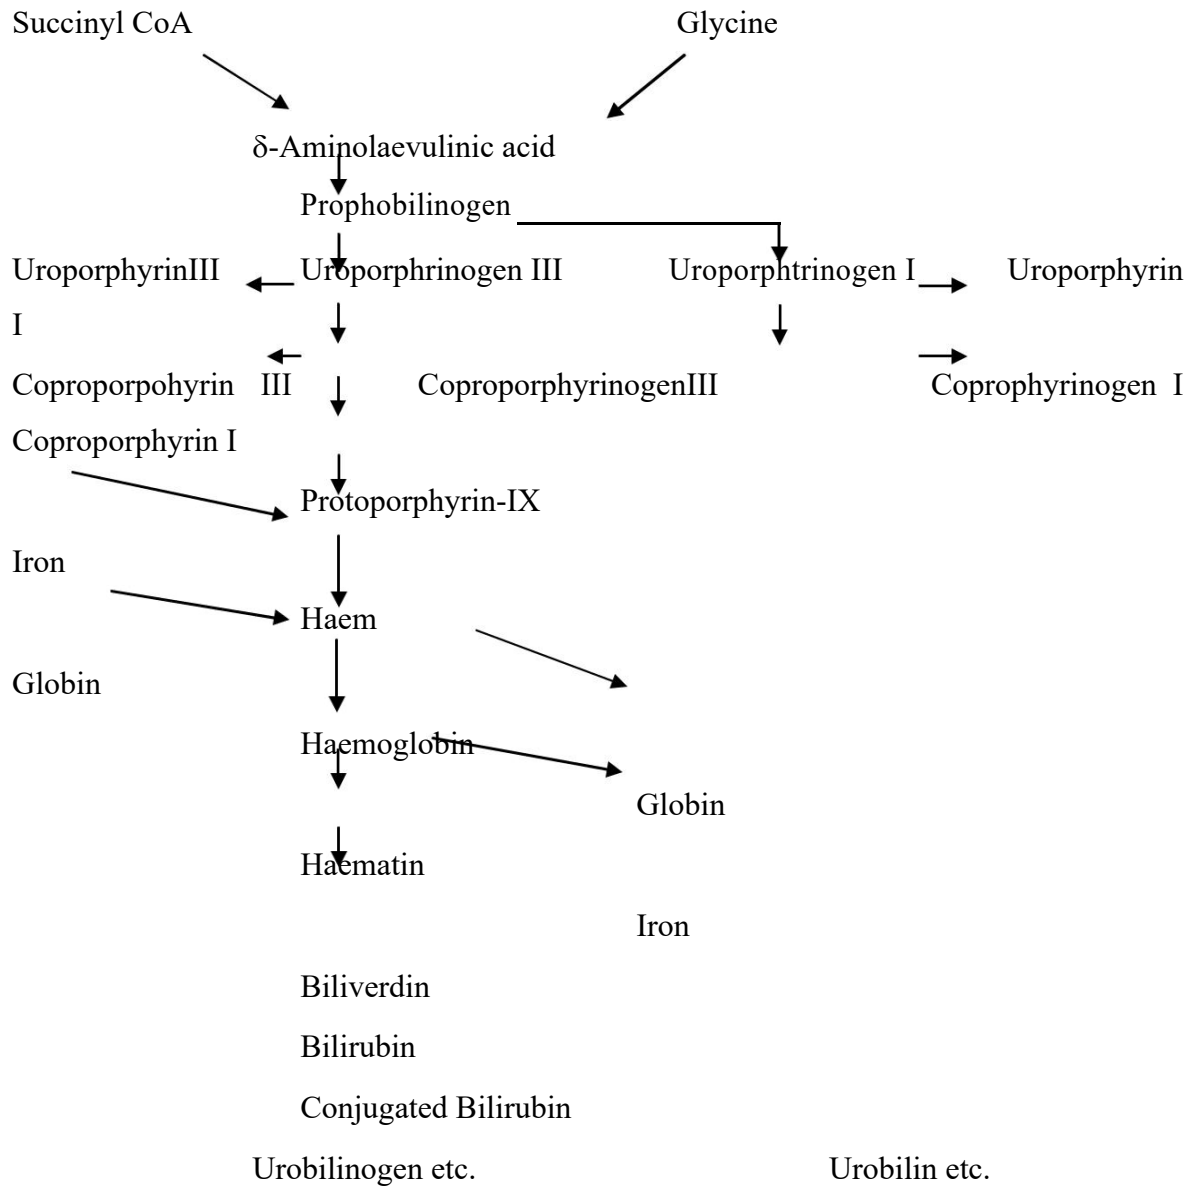 Succinyl CoA Glycine
δ-Aminolaevulinic acid
Prophobilinogen
UroporphyrinIII Uroporphrinogen III Uroporphtrinogen I Uroporphyrin
I
Coproporpohyrin III CoproporphyrinogenIII Coprophyrinogen I
Coproporphyrin I
Protoporphyrin-IX
Iron
Haem
Globin
Haemoglobin
Globin
Haematin
Iron
Biliverdin
Bilirubin
Conjugated Bilirubin
Urobilinogen etc. Urobilin etc.